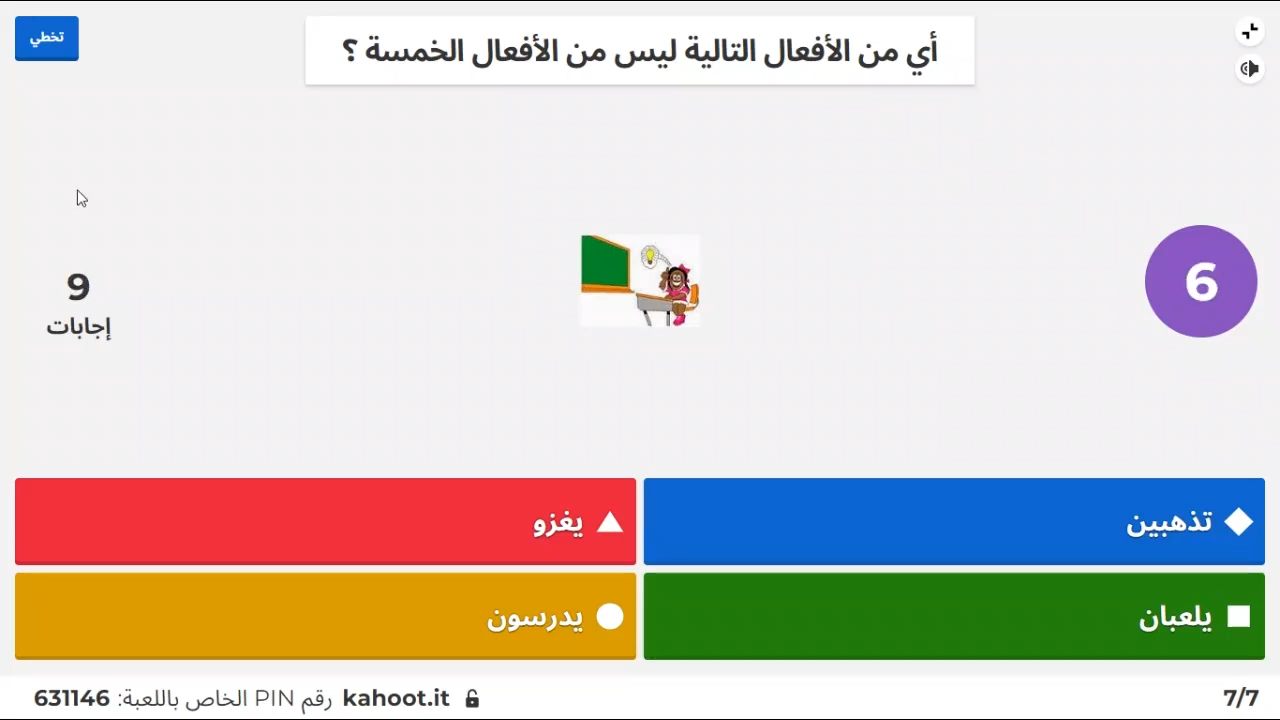 تخطي
أي من الأفعال التالية ليس من الأفعال الخمسة ؟
6
9
إجابات
تذهبين
يغزو
يلعبان
يدرسون
7/7
kahoot.it رقم PIN الخاص باللعبة: 631146